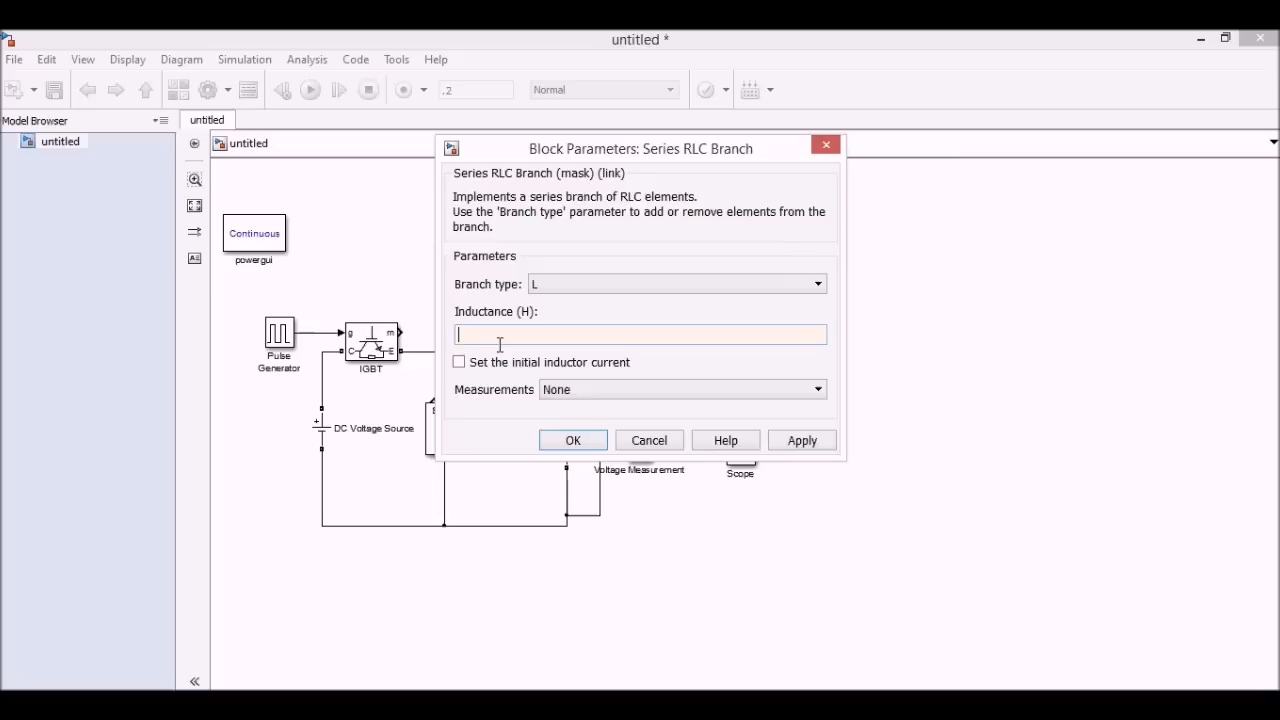 untitled *
File Edit View Display Diagram Simulation Analysis Code Tools Help
.2 Normal
Model Browser
untitled
untitled
untitled
Block Parameters: Series RLC Branch
Series RLC Branch (mask) (link)
Implements a series branch of RLC elements.
Use the 'Branch type' parameter to add or remove elements from the
branch.
Parameters
Branch type: L
Inductance (H):
Set the initial inductor current
Measurements None
OK Cancel Help Apply
Continuous
powergui
g m
C E
Pulse
Generator
IGBT
+
DC Voltage Source
Voltage Measurement
Scope